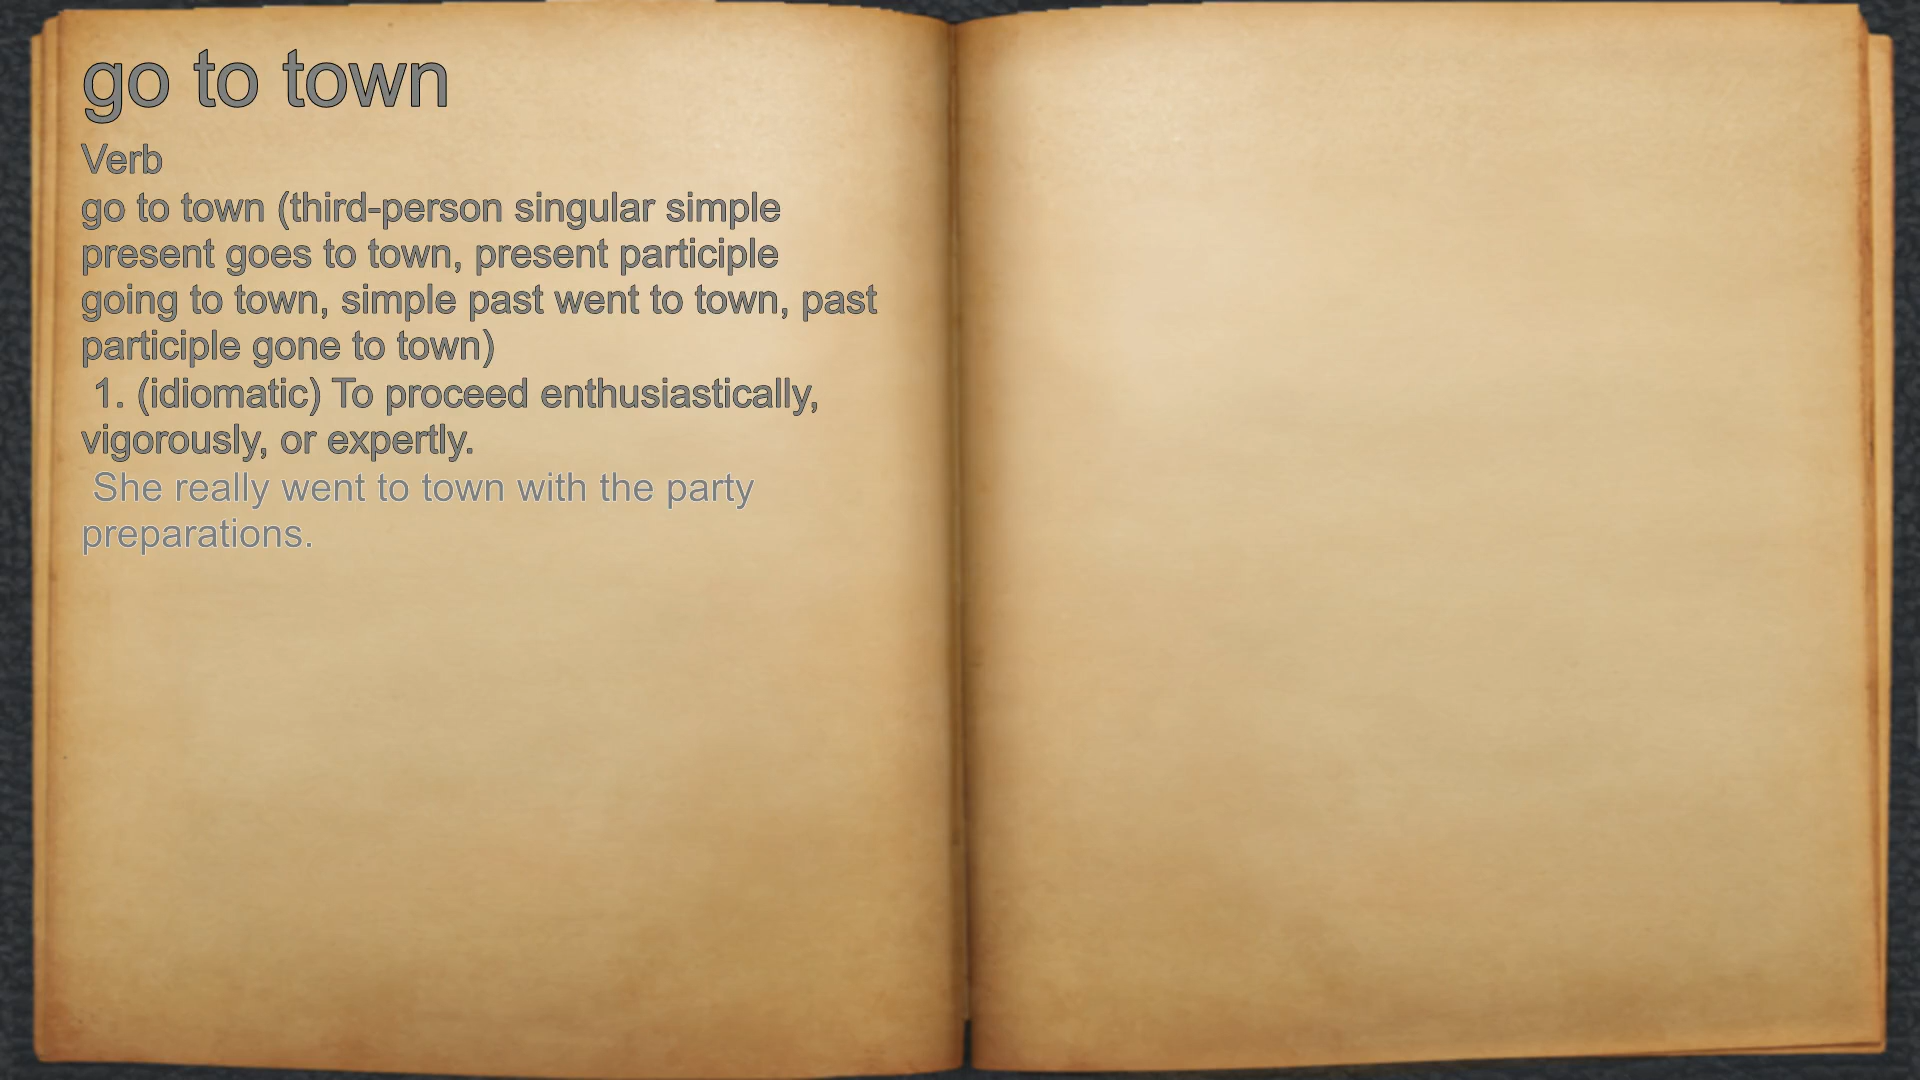 go to town
Verb
go to town (third-person singular simple
present goes to town, present participle
going to town, simple past went to town, past
participle gone to town)
1. (idiomatic) To proceed enthusiastically,
vigorously, or expertly.
She really went to town with the party
preparations.